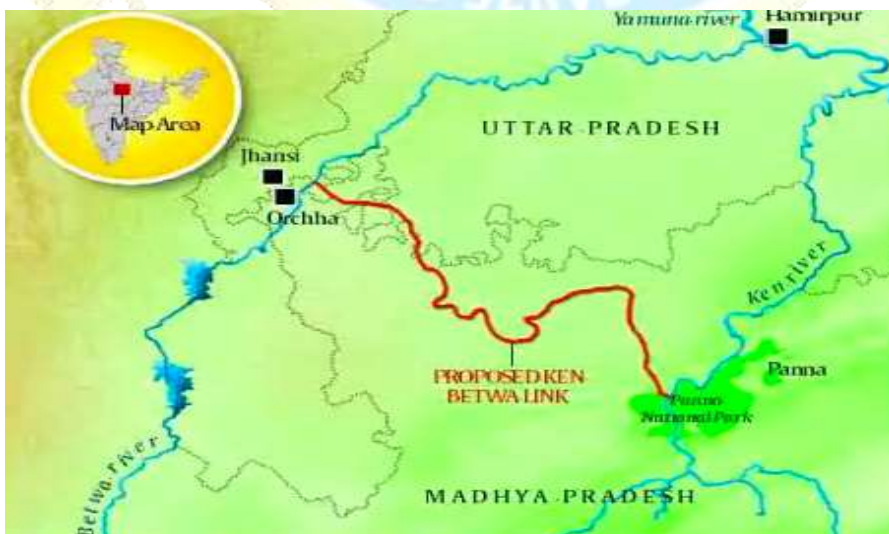 Yamuna river
Hamirpur
Map Area
UTTAR PRADESH
Jhansi
Orchha
Ken river
PROPOSED KEN
BETWA LINK
Panna
Panna
National Park
Betwa river
MADHYA PRADESH